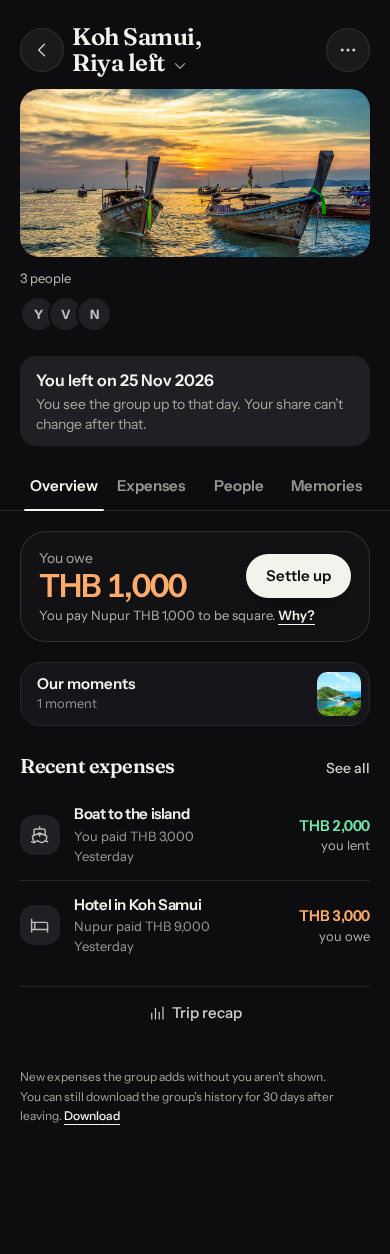 Koh Samui,
Riya left
3 people
Y V N
You left on 25 Nov 2026
You see the group up to that day. Your share can't
change after that.
Overview Expenses People Memories
You owe
THB 1,000
Settle up
You pay Nupur THB 1,000 to be square. Why?
Our moments
1 moment
Recent expenses
See all
Boat to the island
You paid THB 3,000
Yesterday
THB 2,000
you lent
Hotel in Koh Samui
Nupur paid THB 9,000
Yesterday
THB 3,000
you owe
Trip recap
New expenses the group adds without you aren't shown.
You can still download the group's history for 30 days after
leaving. Download